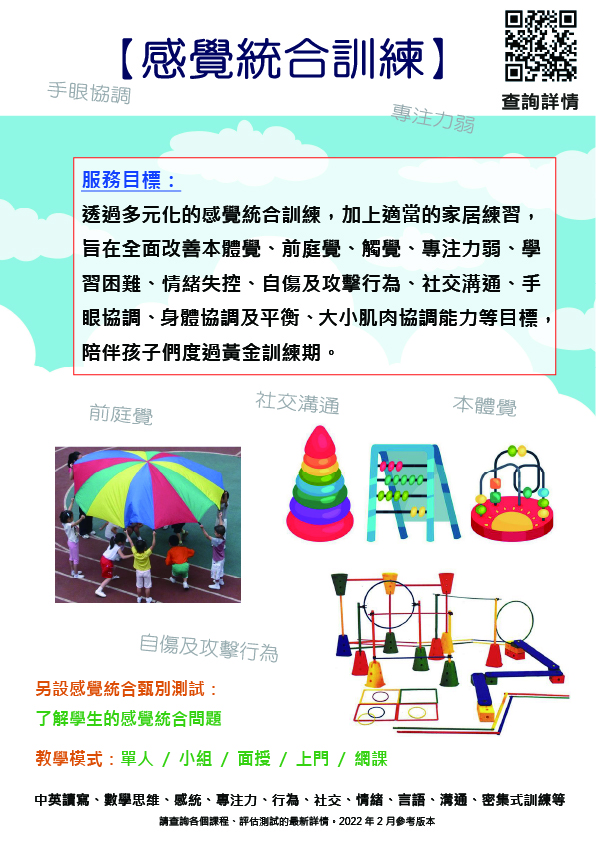 【感覺統合訓練】
查詢詳情
手眼協調
專注力弱
服務目標：
透過多元化的感覺統合訓練，加上適當的家居練習，
旨在全面改善本體覺、前庭覺、觸覺、專注力弱、學
習困難、情緒失控、自傷及攻擊行為、社交溝通、手
眼協調、身體協調及平衡、大小肌肉協調能力等目標，
陪伴孩子們度過黃金訓練期。
前庭覺
社交溝通
本體覺
自傷及攻擊行為
另設感覺統合甄別測試：
了解學生的感覺統合問題
教學模式：單人 / 小組 / 面授 / 上門 / 網課
中英讀寫、數學思維、感統、專注力、行為、社交、情緒、言語、溝通、密集式訓練等
請查詢各個課程、評估測試的最新詳情。2022 年 2 月參考版本